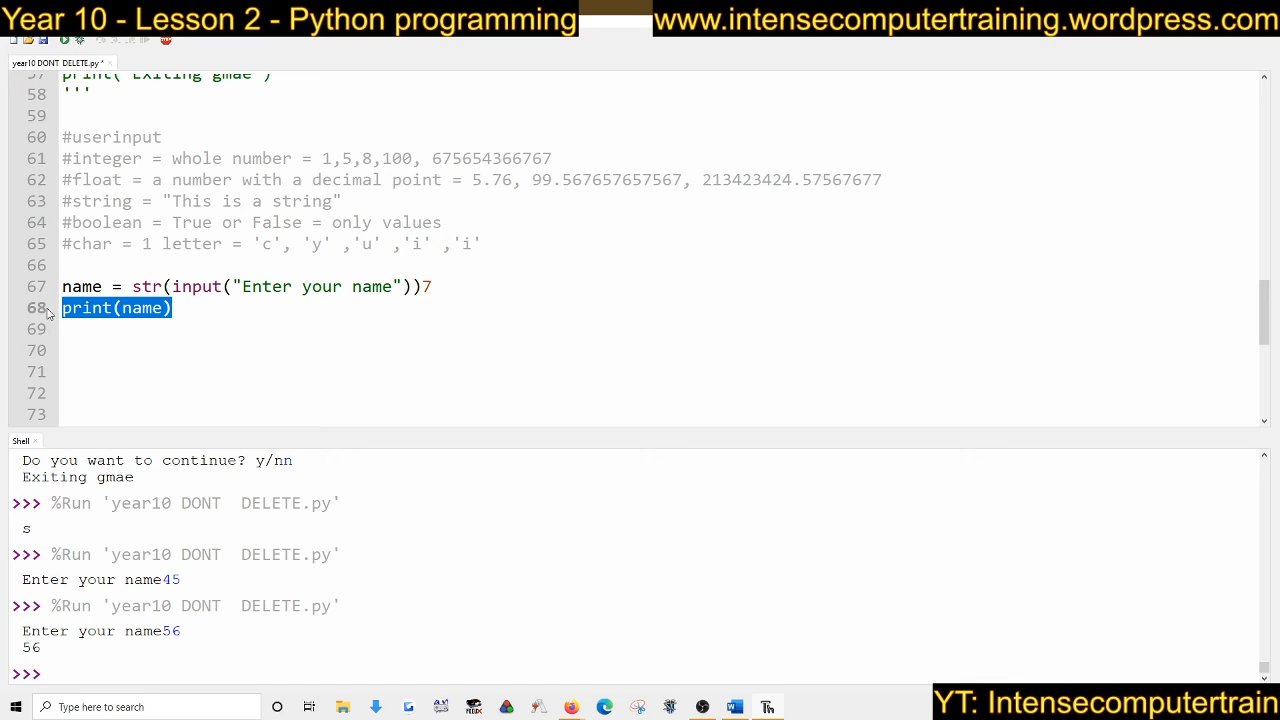 Year 10 - Lesson 2 - Python programming
www.intensecomputertraining.wordpress.com
year10 DONT DELETE.py *
57 print("Exiting gmae")
58 '''
59
60 #userinput
61 #integer = whole number = 1,5,8,100, 675654366767
62 #float = a number with a decimal point = 5.76, 99.567657657567, 213423424.57567677
63 #string = "This is a string"
64 #boolean = True or False = only values
65 #char = 1 letter = 'c', 'y' ,'u' ,'i' ,'i'
66
67 name = str(input("Enter your name"))7
68 print(name)
69
70
71
72
73
Shell
Do you want to continue? y/nn
Exiting gmae
>>> %Run 'year10 DONT  DELETE.py'
s
>>> %Run 'year10 DONT  DELETE.py'
Enter your name45
>>> %Run 'year10 DONT  DELETE.py'
Enter your name56
56
>>>
Type here to search
YT: Intensecomputertrain